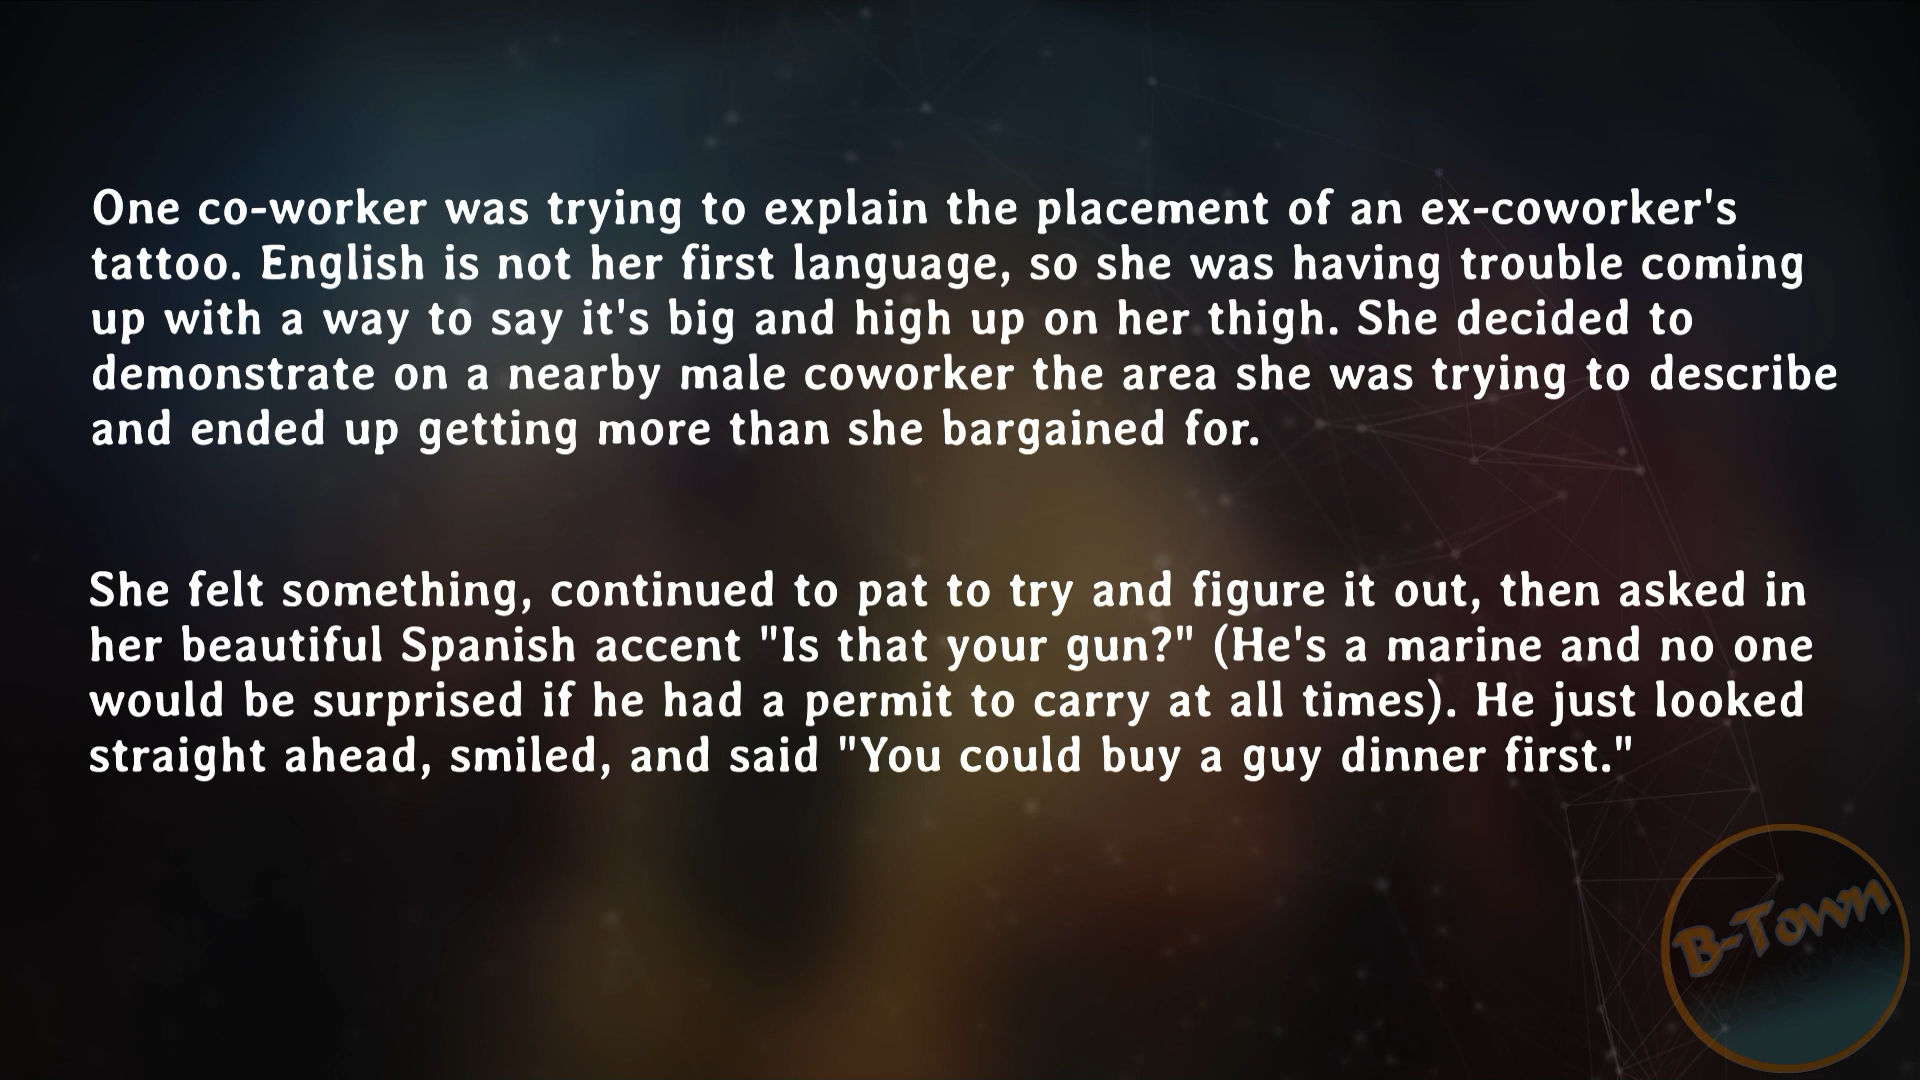 One co-worker was trying to explain the placement of an ex-coworker's
tattoo. English is not her first language, so she was having trouble coming
up with a way to say it's big and high up on her thigh. She decided to
demonstrate on a nearby male coworker the area she was trying to describe
and ended up getting more than she bargained for.
She felt something, continued to pat to try and figure it out, then asked in
her beautiful Spanish accent "Is that your gun?" (He's a marine and no one
would be surprised if he had a permit to carry at all times). He just looked
straight ahead, smiled, and said "You could buy a guy dinner first."
B-Town